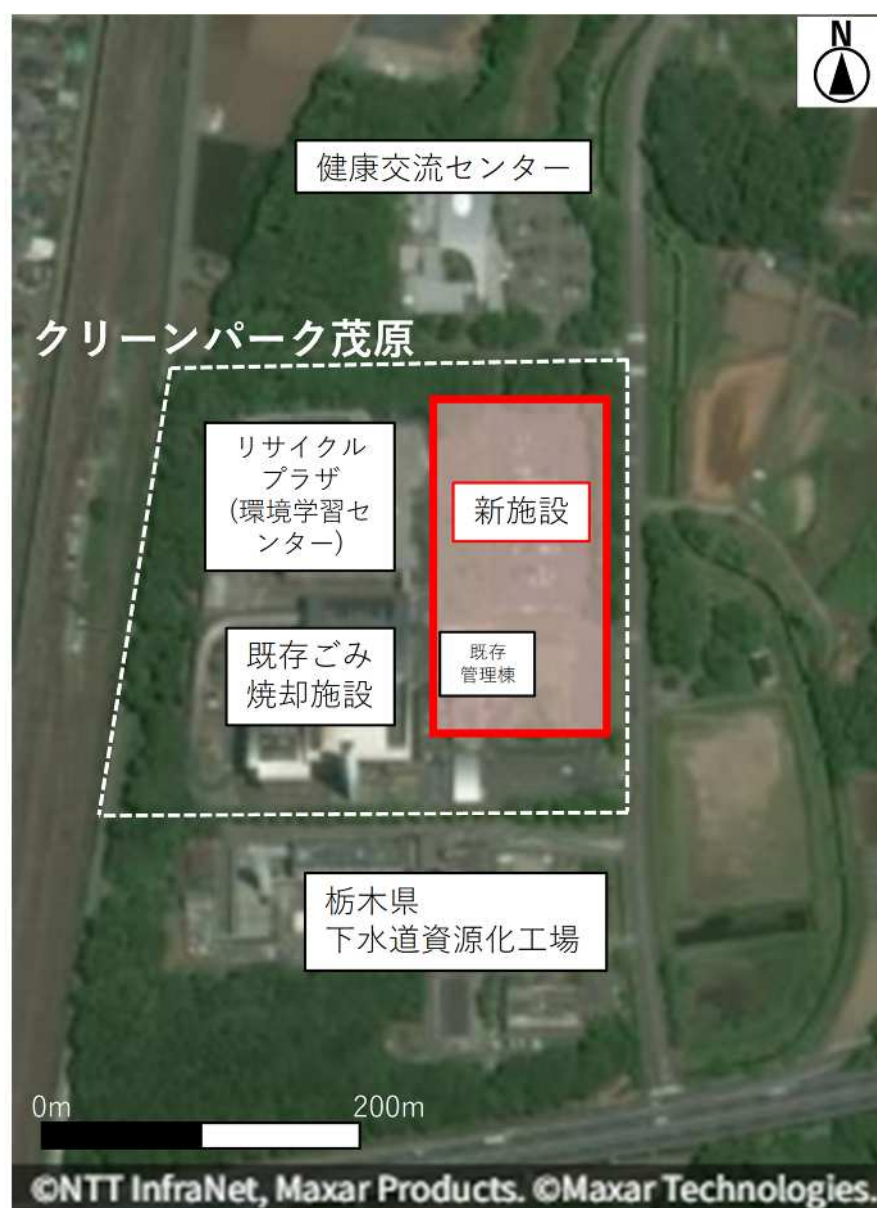 N
健康交流センター
クリーンパーク茂原
リサイクル
プラザ
(環境学習セ
ンター)
新施設
既存ごみ
焼却施設
既存
管理棟
栃木県
下水道資源化工場
0m 200m
©NTT InfraNet, Maxar Products. ©Maxar Technologies.